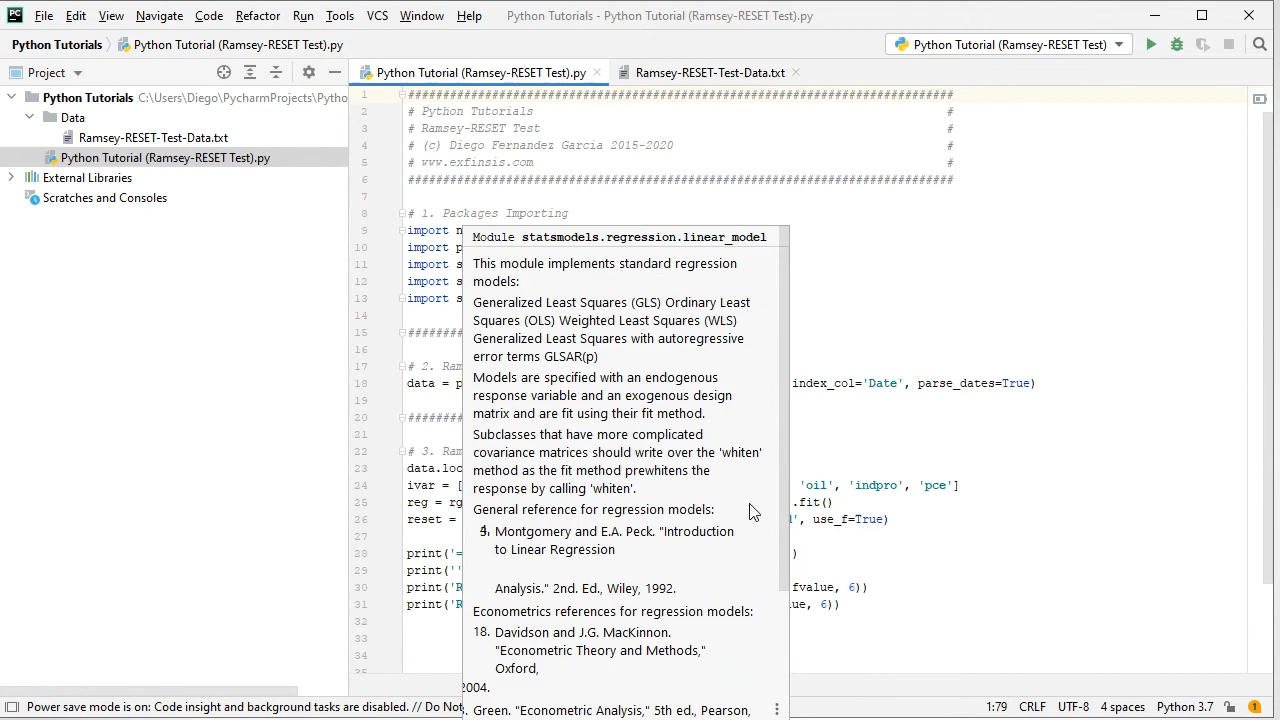 PC File Edit View Navigate Code Refactor Run Tools VCS Window Help Python Tutorials - Python Tutorial (Ramsey-RESET Test).py
Python Tutorials Python Tutorial (Ramsey-RESET Test).py Python Tutorial (Ramsey-RESET Test)
Project
Python Tutorial (Ramsey-RESET Test).py Ramsey-RESET-Test-Data.txt
Python Tutorials C:\Users\Diego\PycharmProjects\Pytho
Data
Ramsey-RESET-Test-Data.txt
Python Tutorial (Ramsey-RESET Test).py
External Libraries
Scratches and Consoles
1 ##############################################################################
2 # Python Tutorials #
3 # Ramsey-RESET Test #
4 # (c) Diego Fernandez Garcia 2015-2020 #
5 # www.exfinsis.com #
6 ##############################################################################
7
8 # 1. Packages Importing
9 import n
10 import p
11 import s
12 import s
13 import s
14
15 ########
16
17 # 2. Ram
18 data = p index_col='Date', parse_dates=True)
19
20 ########
21
22 # 3. Ram
23 data.loc
24 ivar = [ 'oil', 'indpro', 'pce']
25 reg = rg .fit()
26 reset = ', use_f=True)
28 print('= )
29 print(''
30 print('R fvalue, 6))
31 print('R ue, 6))
32
33
34
35
Module statsmodels.regression.linear_model
This module implements standard regression
models:
Generalized Least Squares (GLS) Ordinary Least
Squares (OLS) Weighted Least Squares (WLS)
Generalized Least Squares with autoregressive
error terms GLSAR(p)
Models are specified with an endogenous
response variable and an exogenous design
matrix and are fit using their fit method.
Subclasses that have more complicated
covariance matrices should write over the 'whiten'
method as the fit method prewhitens the
response by calling 'whiten'.
General reference for regression models:
Montgomery and E.A. Peck. "Introduction
to Linear Regression
Analysis." 2nd. Ed., Wiley, 1992.
Econometrics references for regression models:
18. Davidson and J.G. MacKinnon.
"Econometric Theory and Methods,"
Oxford,
2004.
. Green. "Econometric Analysis," 5th ed., Pearson,
Power save mode is on: Code insight and background tasks are disabled. // Do Not 1:79 CRLF UTF-8 4 spaces Python 3.7 1